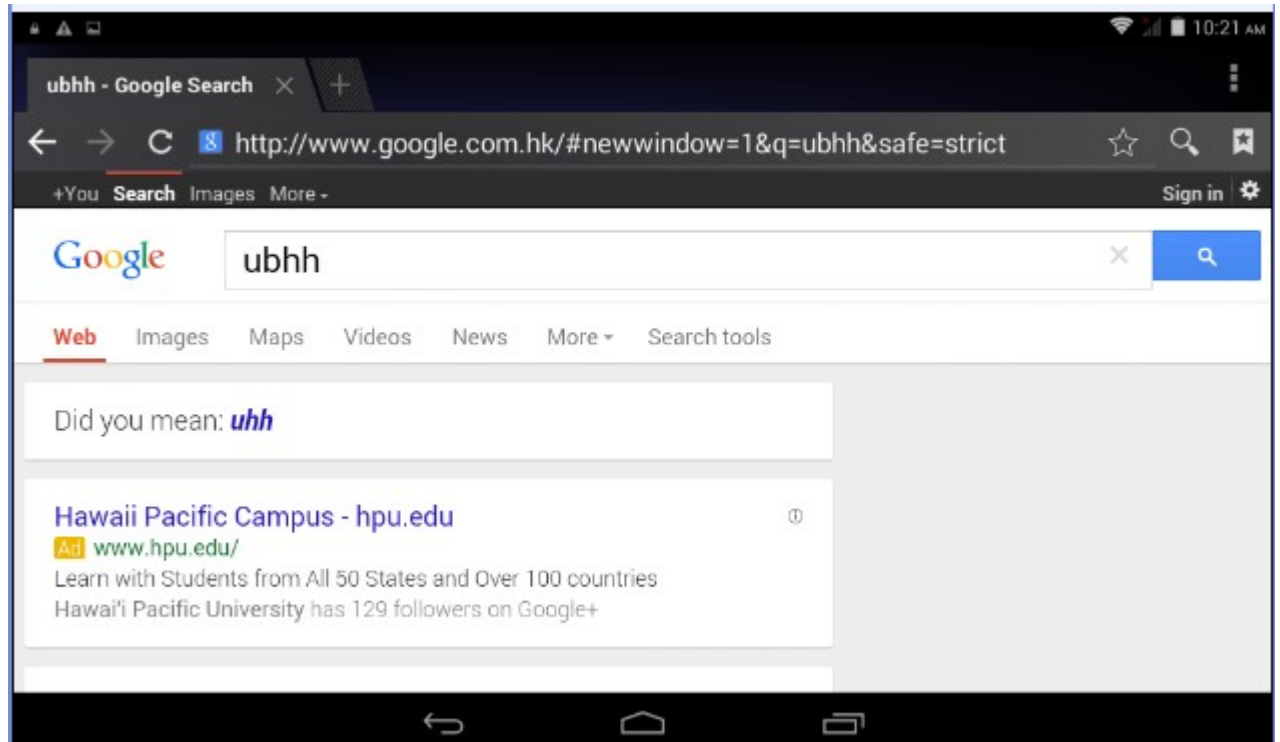 10:21 AM
ubhh - Google Search
http://www.google.com.hk/#newwindow=1&q=ubhh&safe=strict
+You Search Images More
Sign in
Google ubhh
Web Images Maps Videos News More Search tools
Did you mean: uhh
Hawaii Pacific Campus - hpu.edu
Ad www.hpu.edu/
Learn with Students from All 50 States and Over 100 countries
Hawai'i Pacific University has 129 followers on Google+